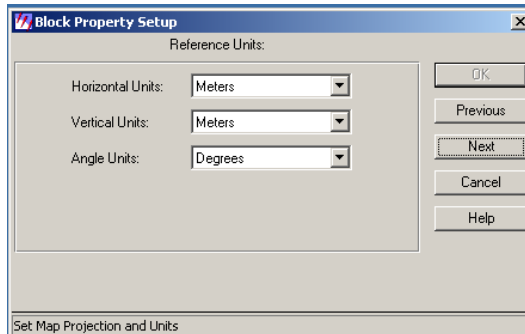 Block Property Setup
Reference Units:
Horizontal Units: Meters
Vertical Units: Meters
Angle Units: Degrees
OK
Previous
Next
Cancel
Help
Set Map Projection and Units